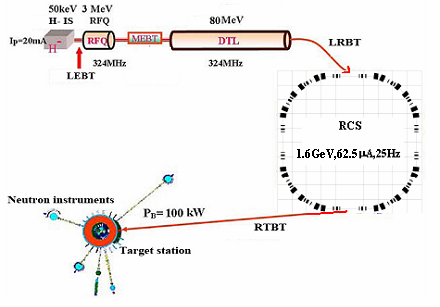 50keV 3 MeV
H- IS RFQ
80MeV
Ip=20mA
H -
RFQ
MEBT
DTL
LRBT
324MHz
324MHz
LEBT
RCS
1.6GeV,62.5μA,25Hz
Neutron instruments
PB= 100 kW
RTBT
Target station